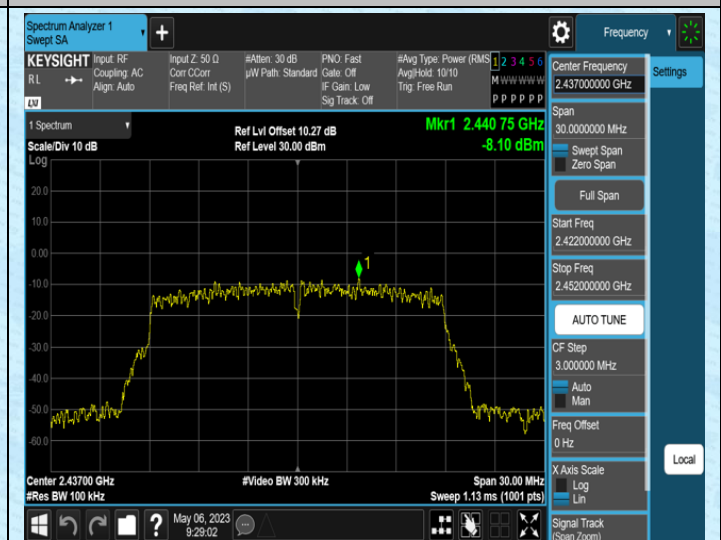 Spectrum Analyzer 1
Swept SA
+
Frequency
KEYSIGHT
RL
LXI
Input: RF
Coupling: AC
Align: Auto
Input Z: 50 Ω
Corr CCorr
Freq Ref: Int (S)
#Atten: 30 dB
µW Path: Standard
PNO: Fast
Gate: Off
IF Gain: Low
Sig Track: Off
#Avg Type: Power (RMS
Avg|Hold: 10/10
Trig: Free Run
1 2 3 4 5 6
M W W W W W
P P P P P P
1 Spectrum
Scale/Div 10 dB
Log
Ref Lvl Offset 10.27 dB
Ref Level 30.00 dBm
Mkr1 2.440 75 GHz
-8.10 dBm
20.0
10.0
0.00
-10.0
-20.0
-30.0
-40.0
-50.0
-60.0
1
Center 2.43700 GHz
#Res BW 100 kHz
#Video BW 300 kHz
Span 30.00 MHz
Sweep 1.13 ms (1001 pts)
Center Frequency
2.437000000 GHz
Settings
Span
30.0000000 MHz
Swept Span
Zero Span
Full Span
Start Freq
2.422000000 GHz
Stop Freq
2.452000000 GHz
AUTO TUNE
CF Step
3.000000 MHz
Auto
Man
Freq Offset
0 Hz
X Axis Scale
Log
Lin
Signal Track
(Span Zoom)
Local
?
May 06, 2023
9:29:02